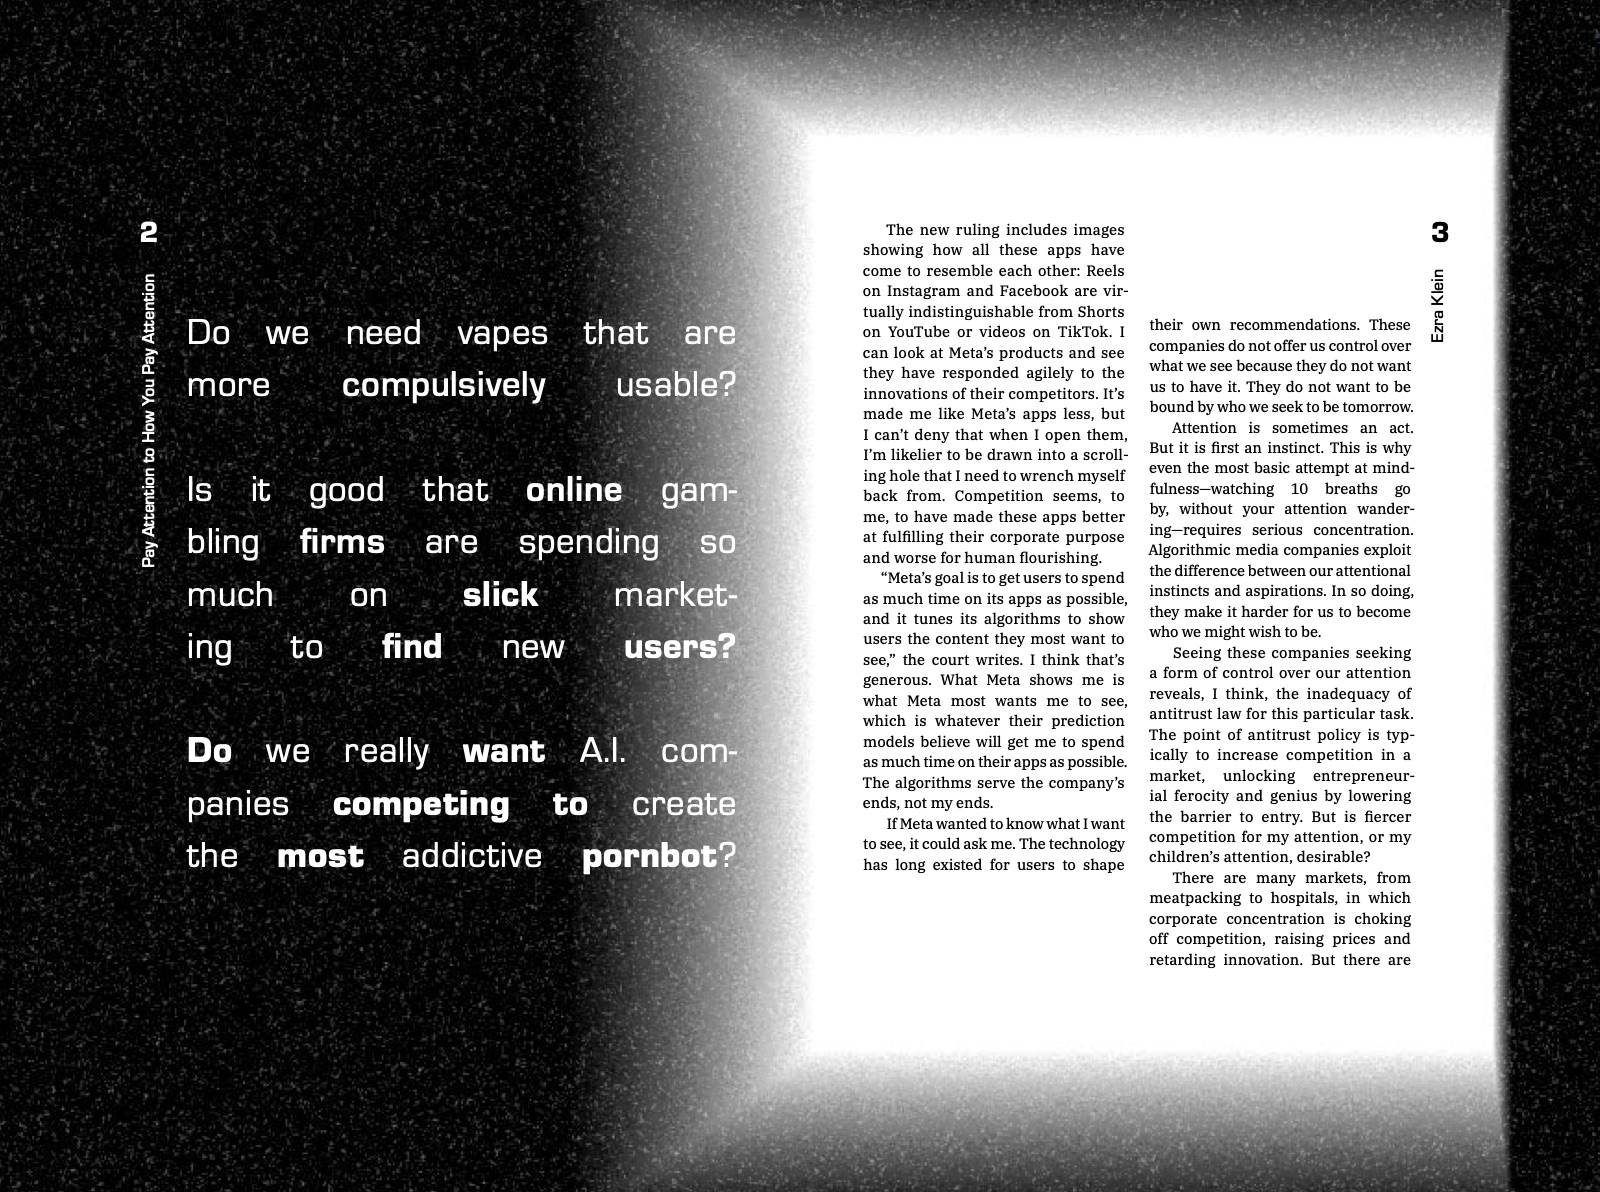 2
Pay Attention to How You Pay Attention
Do we need vapes that are
more compulsively usable?
Is it good that online gam-
bling firms are spending so
much on slick market-
ing to find new users?
Do we really want A.I. com-
panies competing to create
the most addictive pornbot?
The new ruling includes images
showing how all these apps have
come to resemble each other: Reels
on Instagram and Facebook are vir-
tually indistinguishable from Shorts
on YouTube or videos on TikTok. I
can look at Meta’s products and see
they have responded agilely to the
innovations of their competitors. It’s
made me like Meta’s apps less, but
I can’t deny that when I open them,
I’m likelier to be drawn into a scroll-
ing hole that I need to wrench myself
back from. Competition seems, to
me, to have made these apps better
at fulfilling their corporate purpose
and worse for human flourishing.
“Meta’s goal is to get users to spend
as much time on its apps as possible,
and it tunes its algorithms to show
users the content they most want to
see,” the court writes. I think that’s
generous. What Meta shows me is
what Meta most wants me to see,
which is whatever their prediction
models believe will get me to spend
as much time on their apps as possible.
The algorithms serve the company’s
ends, not my ends.
If Meta wanted to know what I want
to see, it could ask me. The technology
has long existed for users to shape
their own recommendations. These
companies do not offer us control over
what we see because they do not want
us to have it. They do not want to be
bound by who we seek to be tomorrow.
Attention is sometimes an act.
But it is first an instinct. This is why
even the most basic attempt at mind-
fulness—watching 10 breaths go
by, without your attention wander-
ing—requires serious concentration.
Algorithmic media companies exploit
the difference between our attentional
instincts and aspirations. In so doing,
they make it harder for us to become
who we might wish to be.
Seeing these companies seeking
a form of control over our attention
reveals, I think, the inadequacy of
antitrust law for this particular task.
The point of antitrust policy is typ-
ically to increase competition in a
market, unlocking entrepreneur-
ial ferocity and genius by lowering
the barrier to entry. But is fiercer
competition for my attention, or my
children’s attention, desirable?
There are many markets, from
meatpacking to hospitals, in which
corporate concentration is choking
off competition, raising prices and
retarding innovation. But there are
3
Ezra Klein